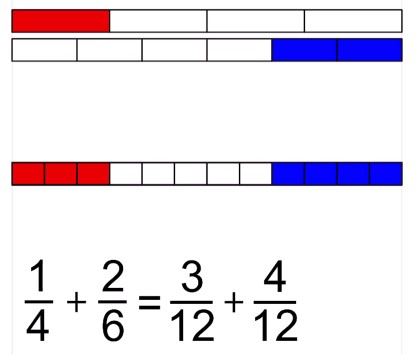 1/4 + 2/6 = 3/12 + 4/12